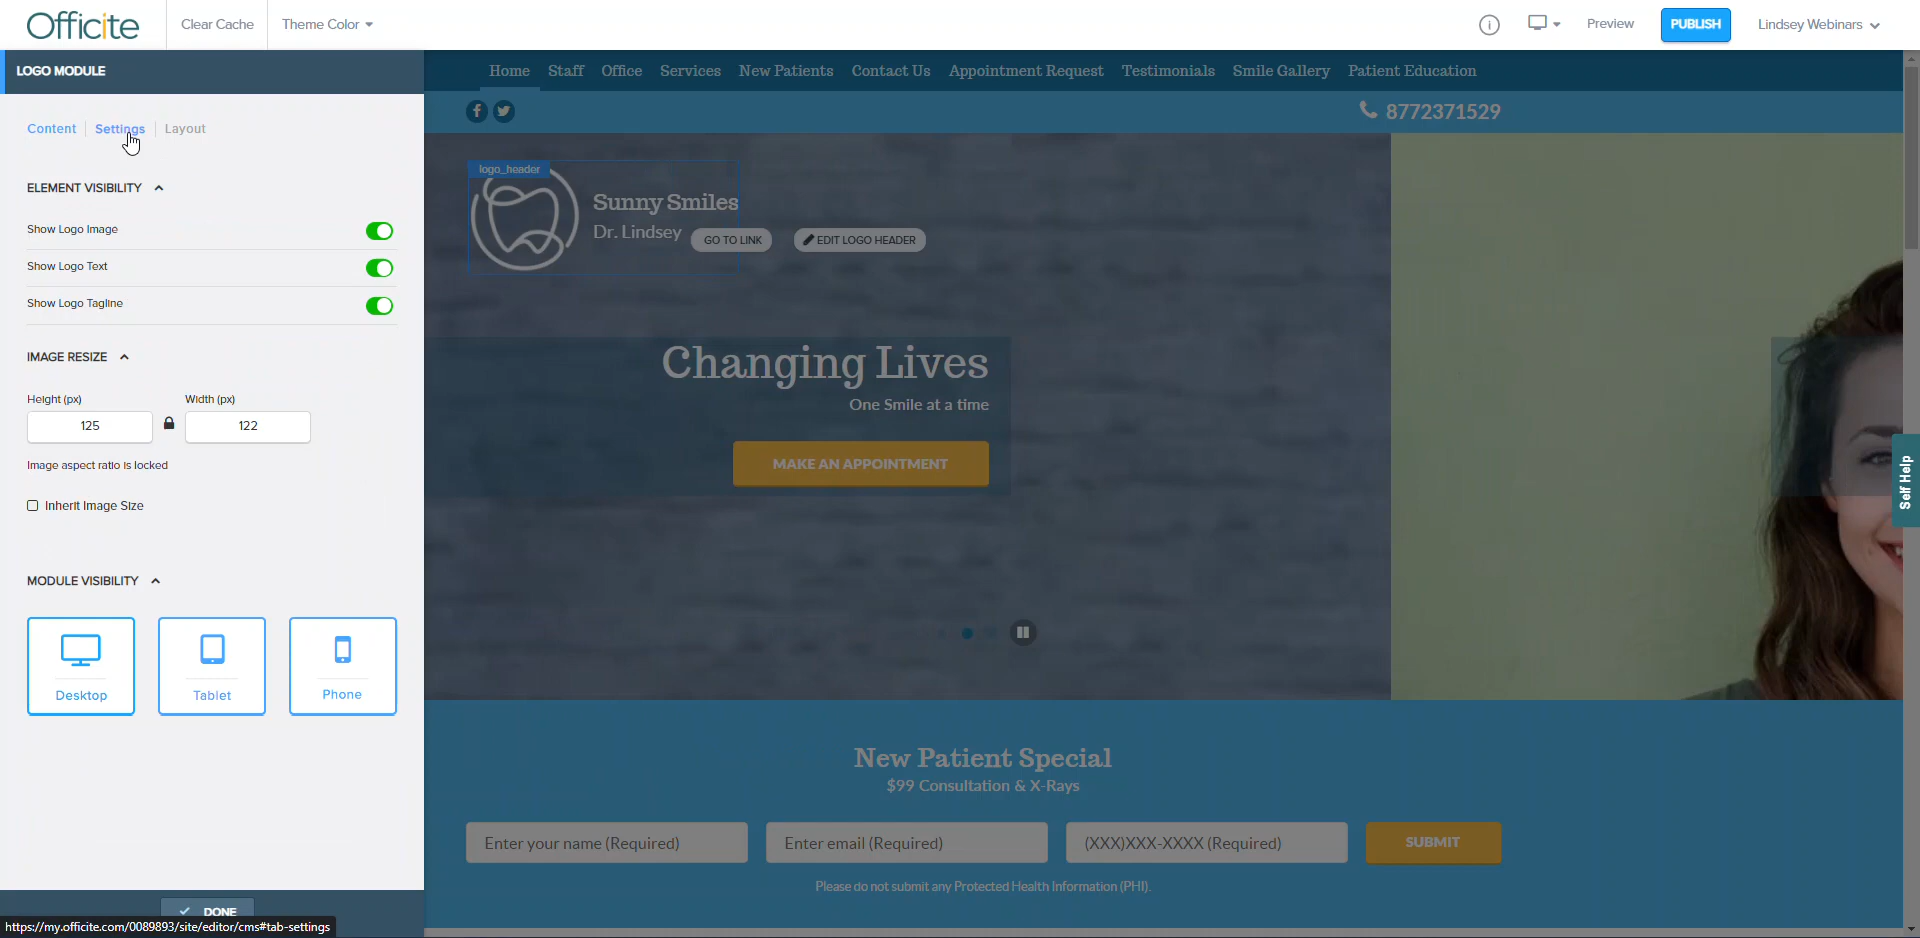 Officite
Clear Cache
Theme Color
Preview
PUBLISH
Lindsey Webinars
LOGO MODULE
Content
Settings
Layout
ELEMENT VISIBILITY
Show Logo Image
Show Logo Text
Show Logo Tagline
IMAGE RESIZE
Height (px)
Width (px)
125
122
Image aspect ratio is locked
Inherit Image Size
MODULE VISIBILITY
Desktop
Tablet
Phone
DONE
https://my.officite.com/0089893/site/editor/cms#tab-settings
Home
Staff
Office
Services
New Patients
Contact Us
Appointment Request
Testimonials
Smile Gallery
Patient Education
8772371529
logo_header
Sunny Smiles
Dr. Lindsey
GO TO LINK
EDIT LOGO HEADER
Changing Lives
One Smile at a time
MAKE AN APPOINTMENT
Self Help
New Patient Special
$99 Consultation & X-Rays
Enter your name (Required)
Enter email (Required)
(XXX)XXX-XXXX (Required)
SUBMIT
Please do not submit any Protected Health Information (PHI).